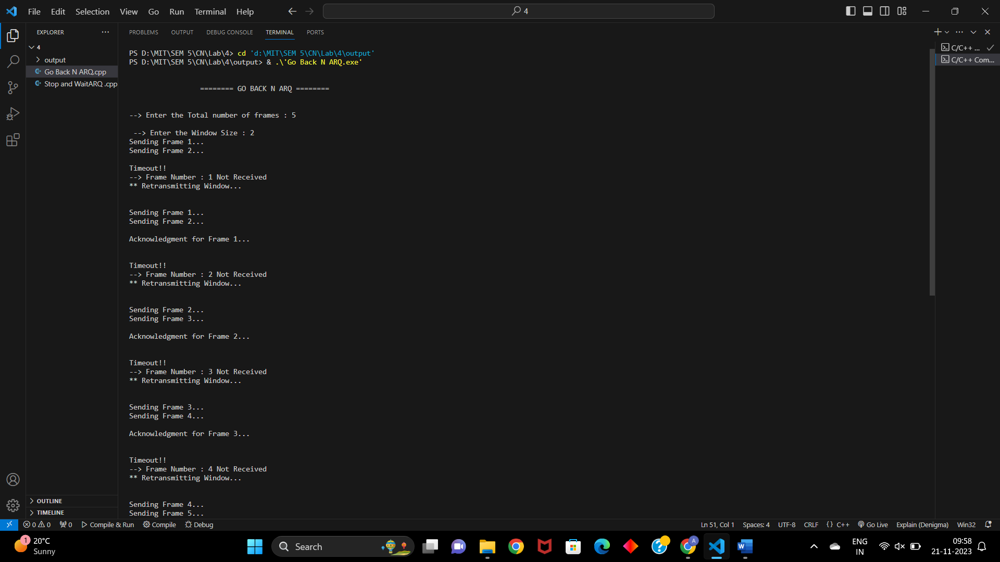 File Edit Selection View Go Run Terminal Help
4
EXPLORER
4
output
Go Back N ARQ.cpp
Stop and WaitARQ .cpp
OUTLINE
TIMELINE
PROBLEMS OUTPUT DEBUG CONSOLE TERMINAL PORTS
PS D:\MIT\SEM 5\CN\Lab\4> cd 'd:\MIT\SEM 5\CN\Lab\4\output'
PS D:\MIT\SEM 5\CN\Lab\4\output> & .\'Go Back N ARQ.exe'
======== GO BACK N ARQ ========
--> Enter the Total number of frames : 5
--> Enter the Window Size : 2
Sending Frame 1...
Sending Frame 2...
Timeout!!
--> Frame Number : 1 Not Received
** Retransmitting Window...
Sending Frame 1...
Sending Frame 2...
Acknowledgment for Frame 1...
Timeout!!
--> Frame Number : 2 Not Received
** Retransmitting Window...
Sending Frame 2...
Sending Frame 3...
Acknowledgment for Frame 2...
Timeout!!
--> Frame Number : 3 Not Received
** Retransmitting Window...
Sending Frame 3...
Sending Frame 4...
Acknowledgment for Frame 3...
Timeout!!
--> Frame Number : 4 Not Received
** Retransmitting Window...
Sending Frame 4...
Sending Frame 5...
C/C++ ...
C/C++ Com...
0 0 0 Compile & Run Compile Debug
Ln 51, Col 1 Spaces: 4 UTF-8 CRLF {} C++ Go Live Explain (Denigma) Win32
1
20°C
Sunny
Search
A
W
ENG
IN
09:58
21-11-2023